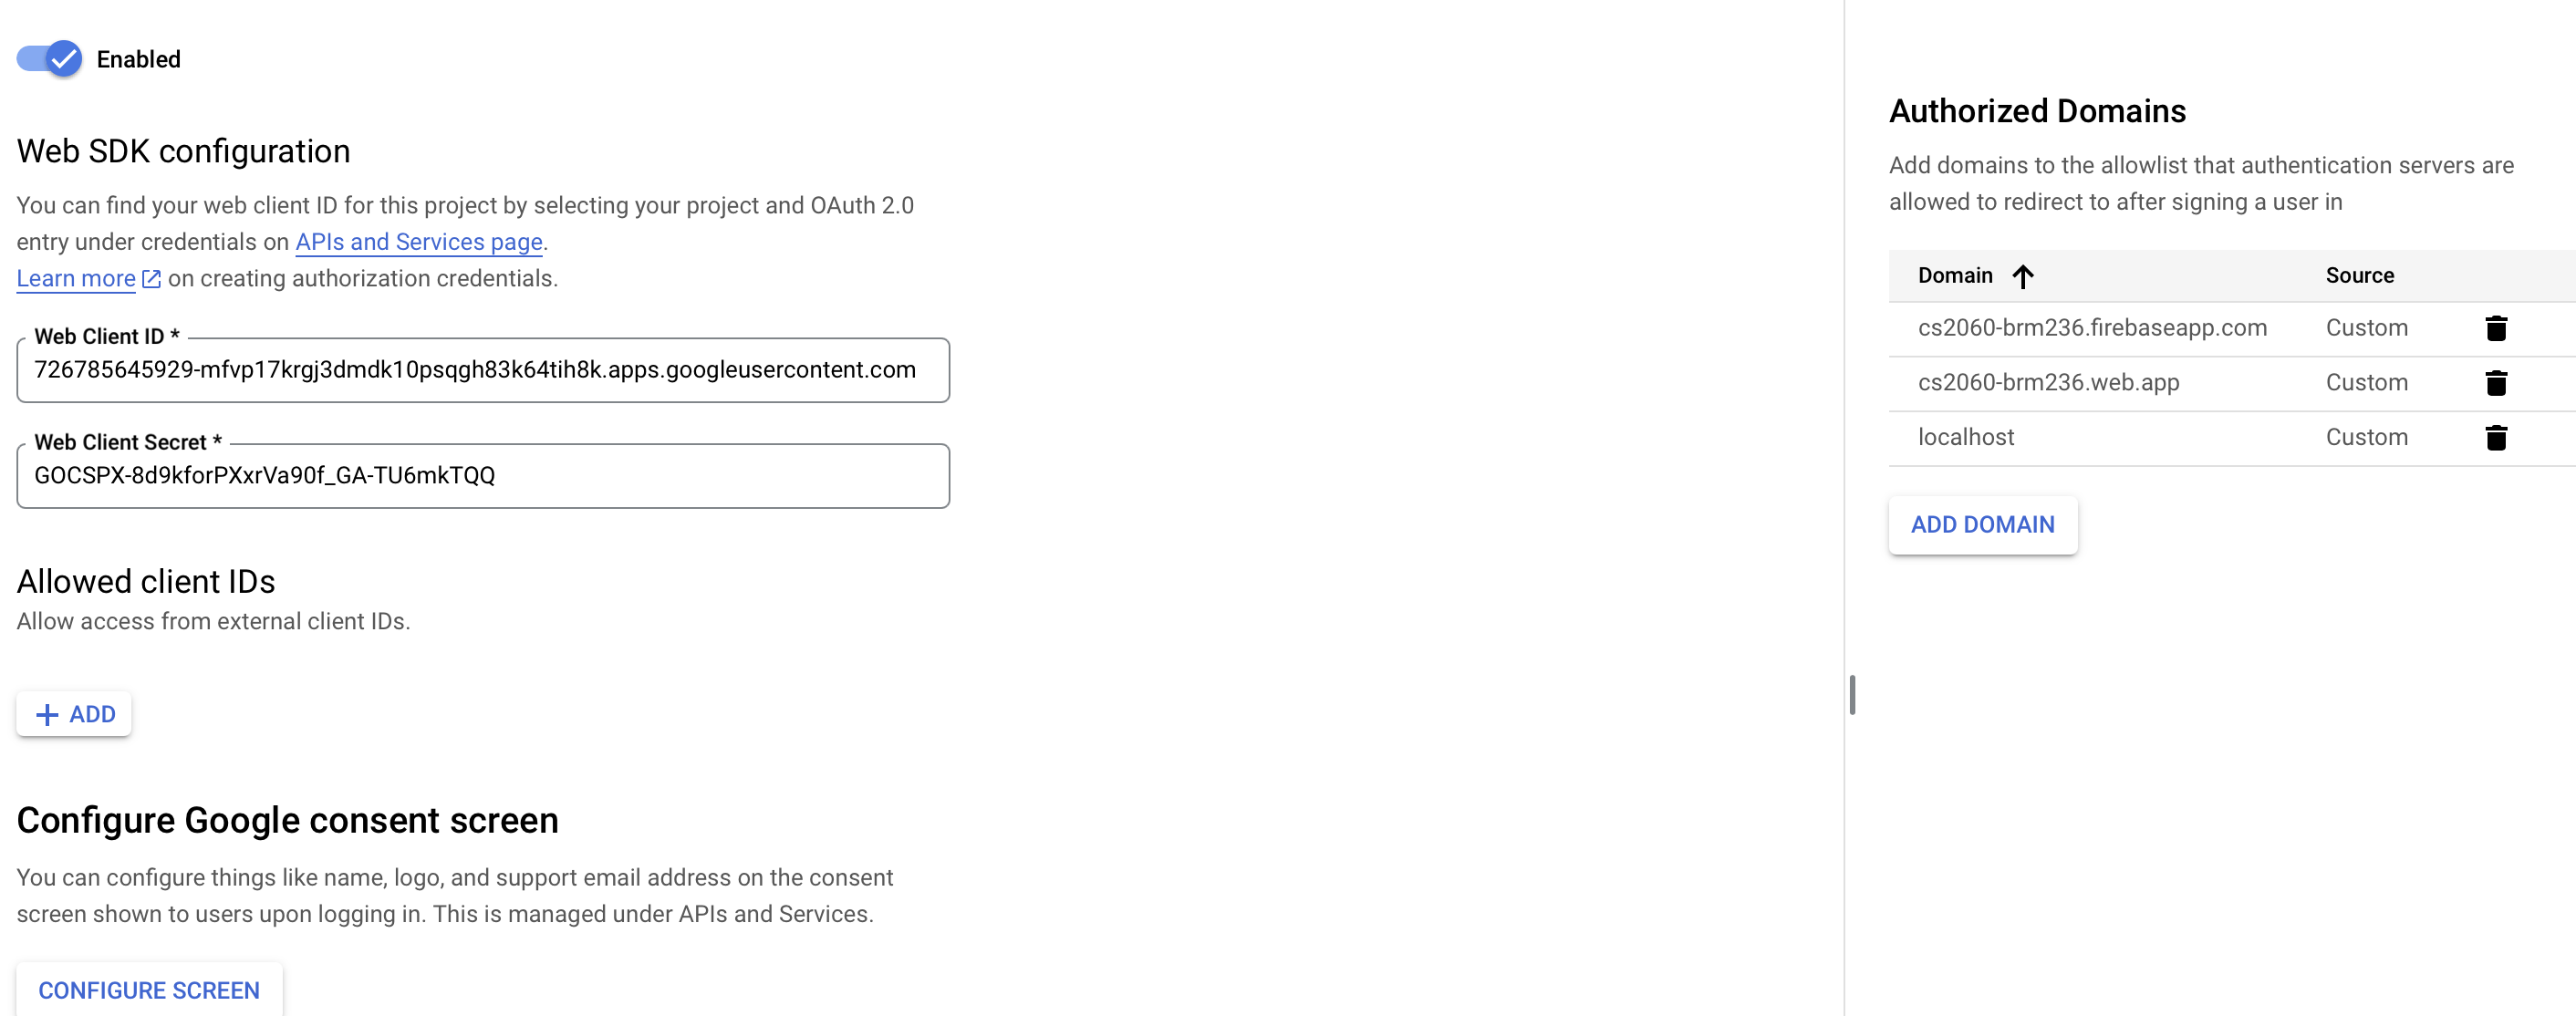 Enabled
Web SDK configuration
You can find your web client ID for this project by selecting your project and OAuth 2.0
entry under credentials on APIs and Services page.
Learn more on creating authorization credentials.
Web Client ID *
726785645929-mfvp17krgj3dmdk10psqgh83k64tih8k.apps.googleusercontent.com
Web Client Secret *
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
Allowed client IDs
Allow access from external client IDs.
ADD
Configure Google consent screen
You can configure things like name, logo, and support email address on the consent
screen shown to users upon logging in. This is managed under APIs and Services.
CONFIGURE SCREEN
Authorized Domains
Add domains to the allowlist that authentication servers are
allowed to redirect to after signing a user in
Domain Source
cs2060-brm236.firebaseapp.com Custom
cs2060-brm236.web.app Custom
localhost Custom
ADD DOMAIN